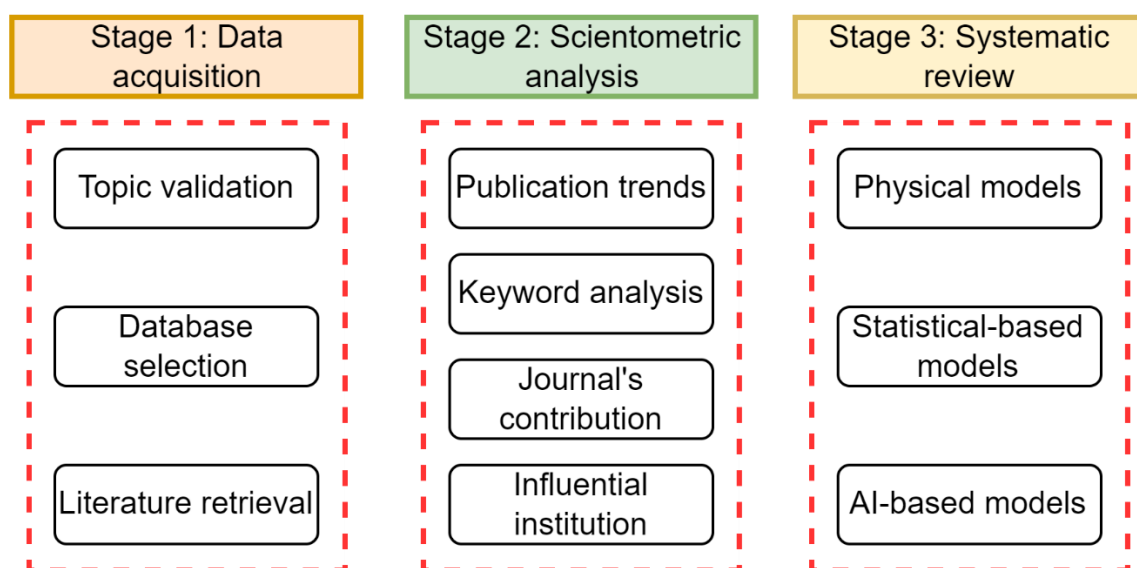 Stage 1: Data
acquisition
Topic validation
Database
selection
Literature retrieval
Stage 2: Scientometric
analysis
Publication trends
Keyword analysis
Journal's
contribution
Influential
institution
Stage 3: Systematic
review
Physical models
Statistical-based
models
AI-based models